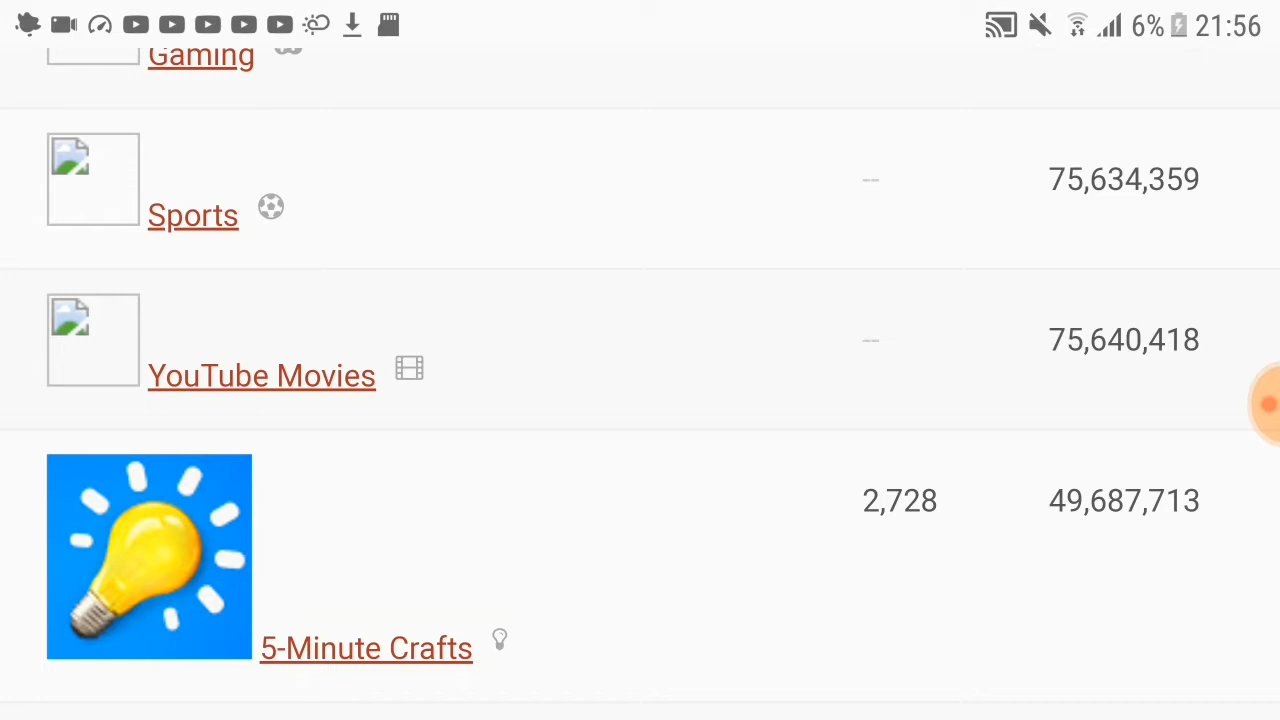 6% 21:56
Gaming
-- 75,634,359
Sports
-- 75,640,418
YouTube Movies
2,728 49,687,713
5-Minute Crafts